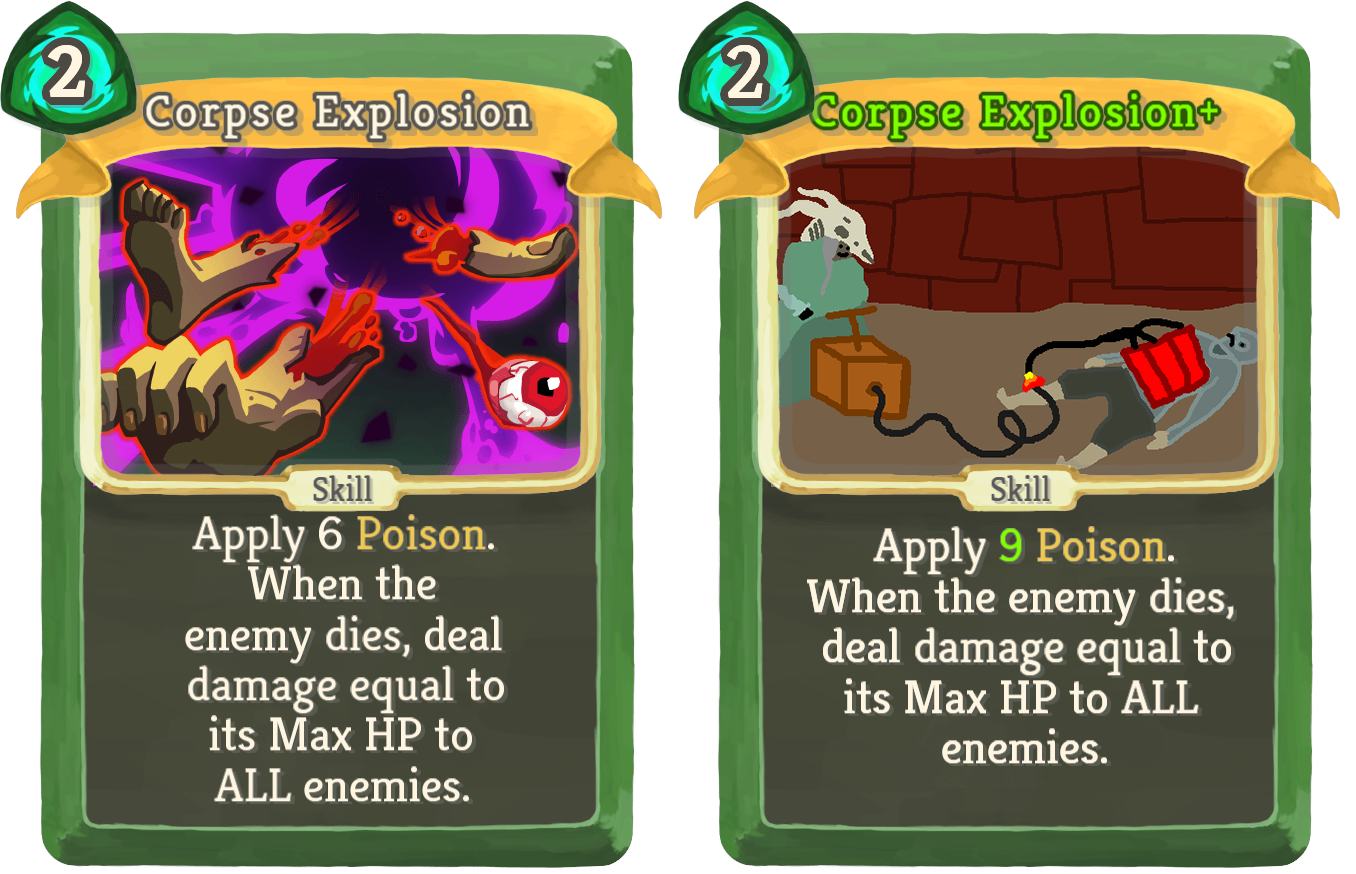 2
Corpse Explosion
Skill
Apply 6 Poison.
When the
enemy dies, deal
damage equal to
its Max HP to
ALL enemies.
2
Corpse Explosion+
Skill
Apply 9 Poison.
When the enemy dies,
deal damage equal to
its Max HP to ALL
enemies.